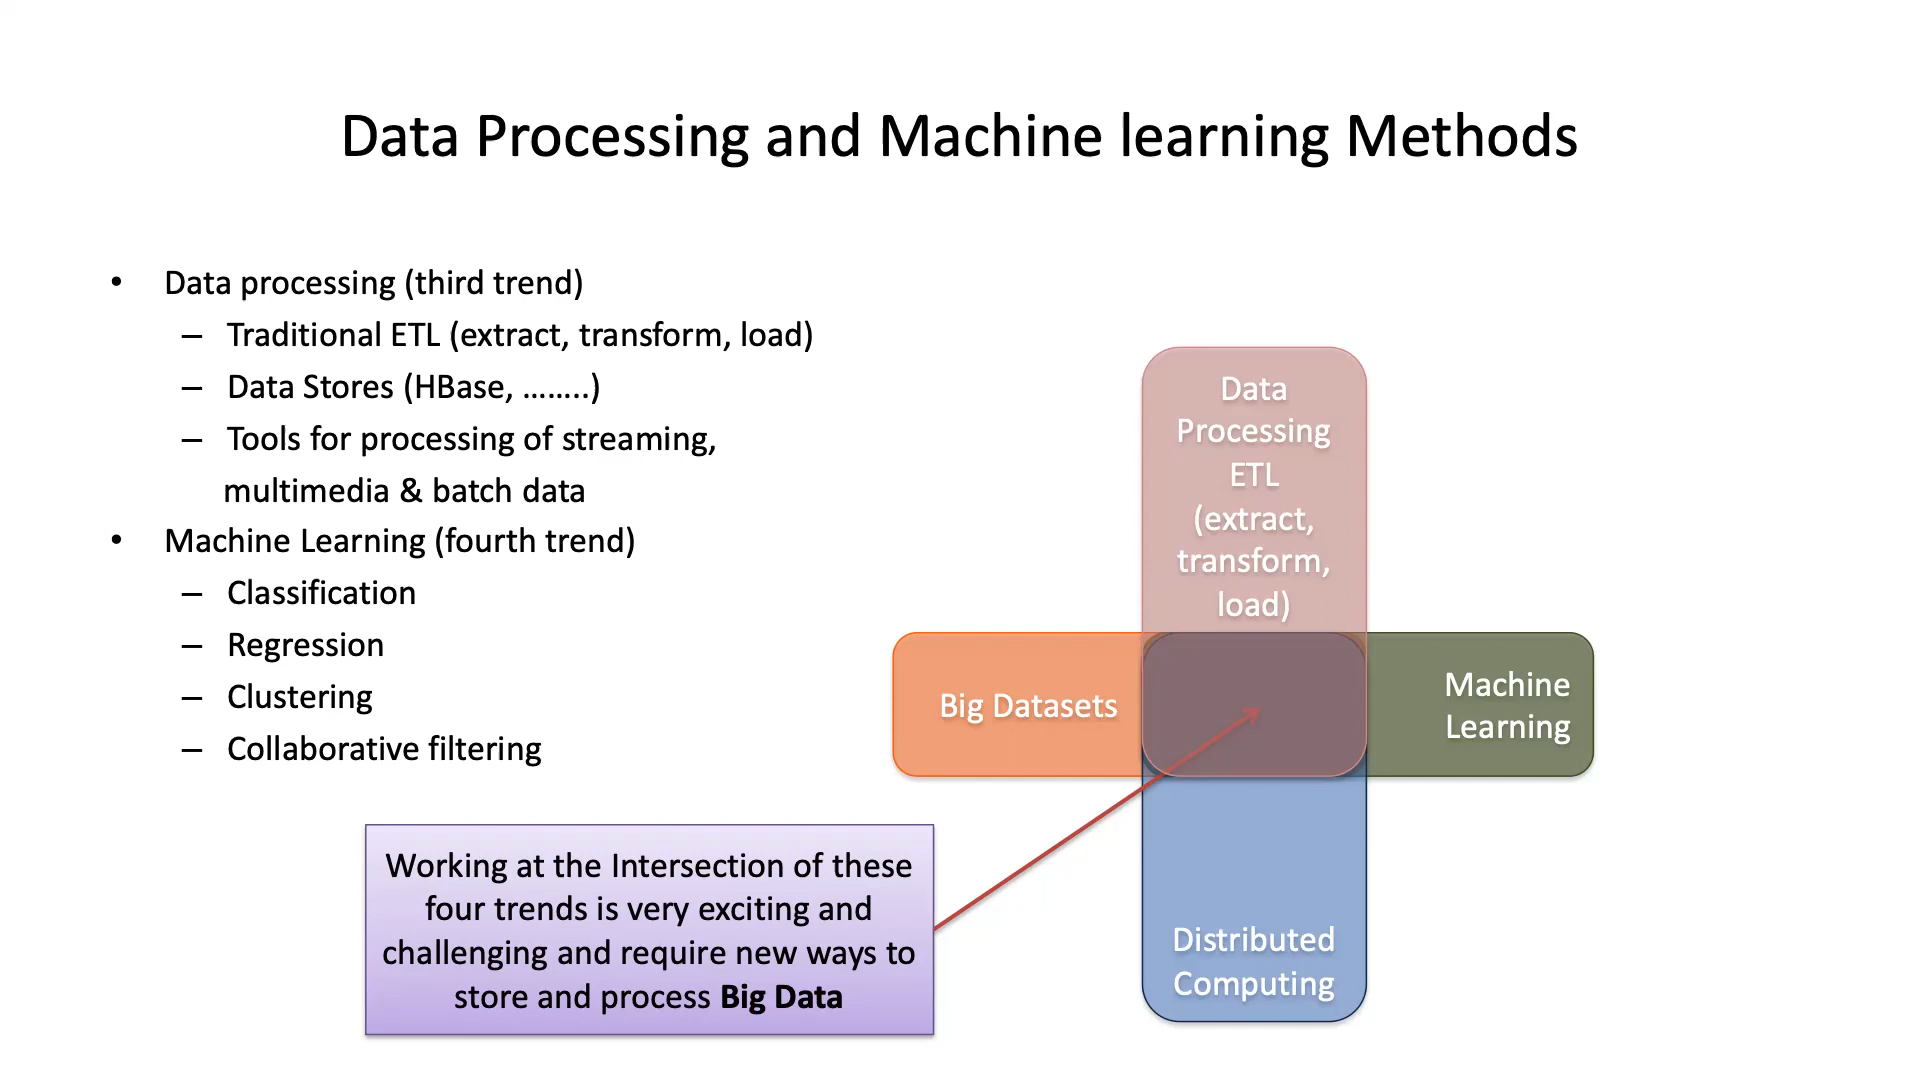 Data Processing and Machine learning Methods
• Data processing (third trend)
– Traditional ETL (extract, transform, load)
– Data Stores (HBase, ……..)
– Tools for processing of streaming,
multimedia & batch data
• Machine Learning (fourth trend)
– Classification
– Regression
– Clustering
– Collaborative filtering
Data
Processing
ETL
(extract,
transform,
load)
Big Datasets
Machine
Learning
Distributed
Computing
Working at the Intersection of these
four trends is very exciting and
challenging and require new ways to
store and process Big Data